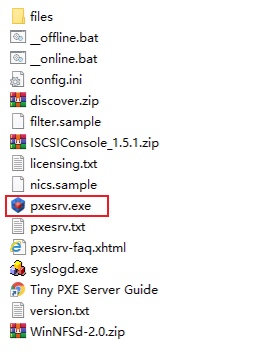 files
__offline.bat
__online.bat
config.ini
discover.zip
filter.sample
ISCSIConsole_1.5.1.zip
licensing.txt
nics.sample
pxesrv.exe
pxesrv.txt
pxesrv-faq.xhtml
syslogd.exe
Tiny PXE Server Guide
version.txt
WinNFSd-2.0.zip